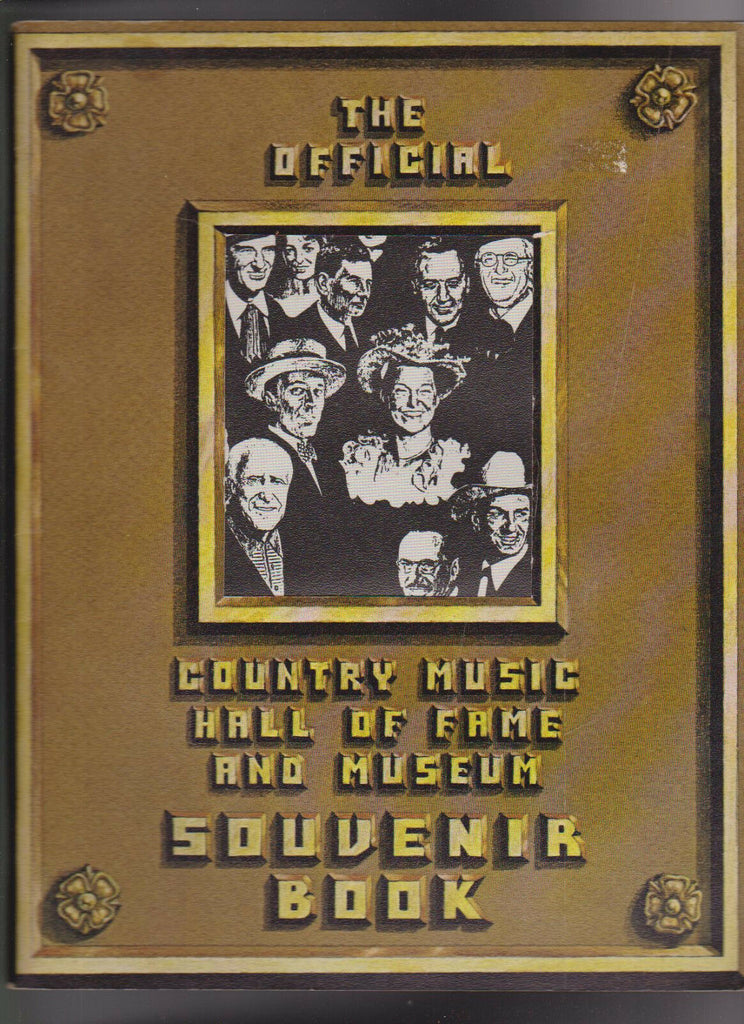 THE
OFFICIAL
COUNTRY MUSIC
HALL OF FAME
AND MUSEUM
SOUVENIR
BOOK